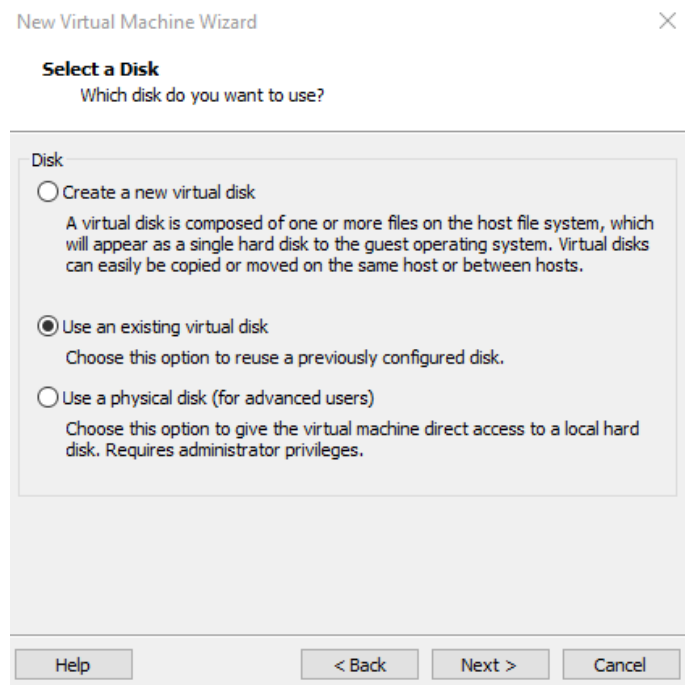 New Virtual Machine Wizard
Select a Disk
Which disk do you want to use?
Disk
Create a new virtual disk
A virtual disk is composed of one or more files on the host file system, which
will appear as a single hard disk to the guest operating system. Virtual disks
can easily be copied or moved on the same host or between hosts.
Use an existing virtual disk
Choose this option to reuse a previously configured disk.
Use a physical disk (for advanced users)
Choose this option to give the virtual machine direct access to a local hard
disk. Requires administrator privileges.
Help
< Back
Next >
Cancel